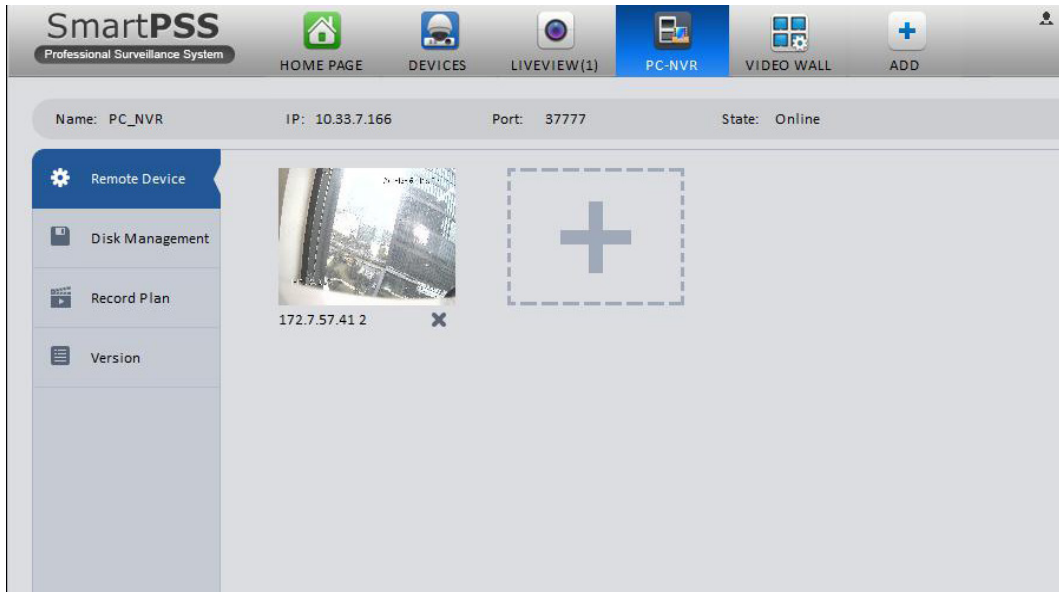 SmartPSS
Professional Surveillance System
HOME PAGE
DEVICES
LIVEVIEW(1)
PC-NVR
VIDEO WALL
ADD
Name: PC_NVR
IP: 10.33.7.166
Port: 37777
State: Online
Remote Device
Disk Management
Record Plan
Version
172.7.57.41 2